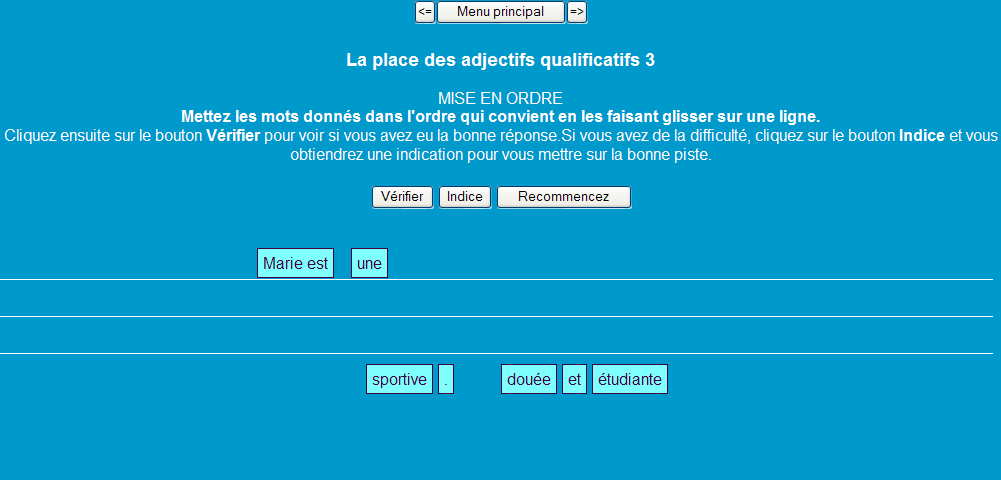 <= Menu principal =>
La place des adjectifs qualificatifs 3
MISE EN ORDRE
Mettez les mots donnés dans l'ordre qui convient en les faisant glisser sur une ligne.
Cliquez ensuite sur le bouton Vérifier pour voir si vous avez eu la bonne réponse.Si vous avez de la difficulté, cliquez sur le bouton Indice et vous
obtiendrez une indication pour vous mettre sur la bonne piste.
Vérifier Indice Recommencez
Marie est une
sportive . douée et étudiante